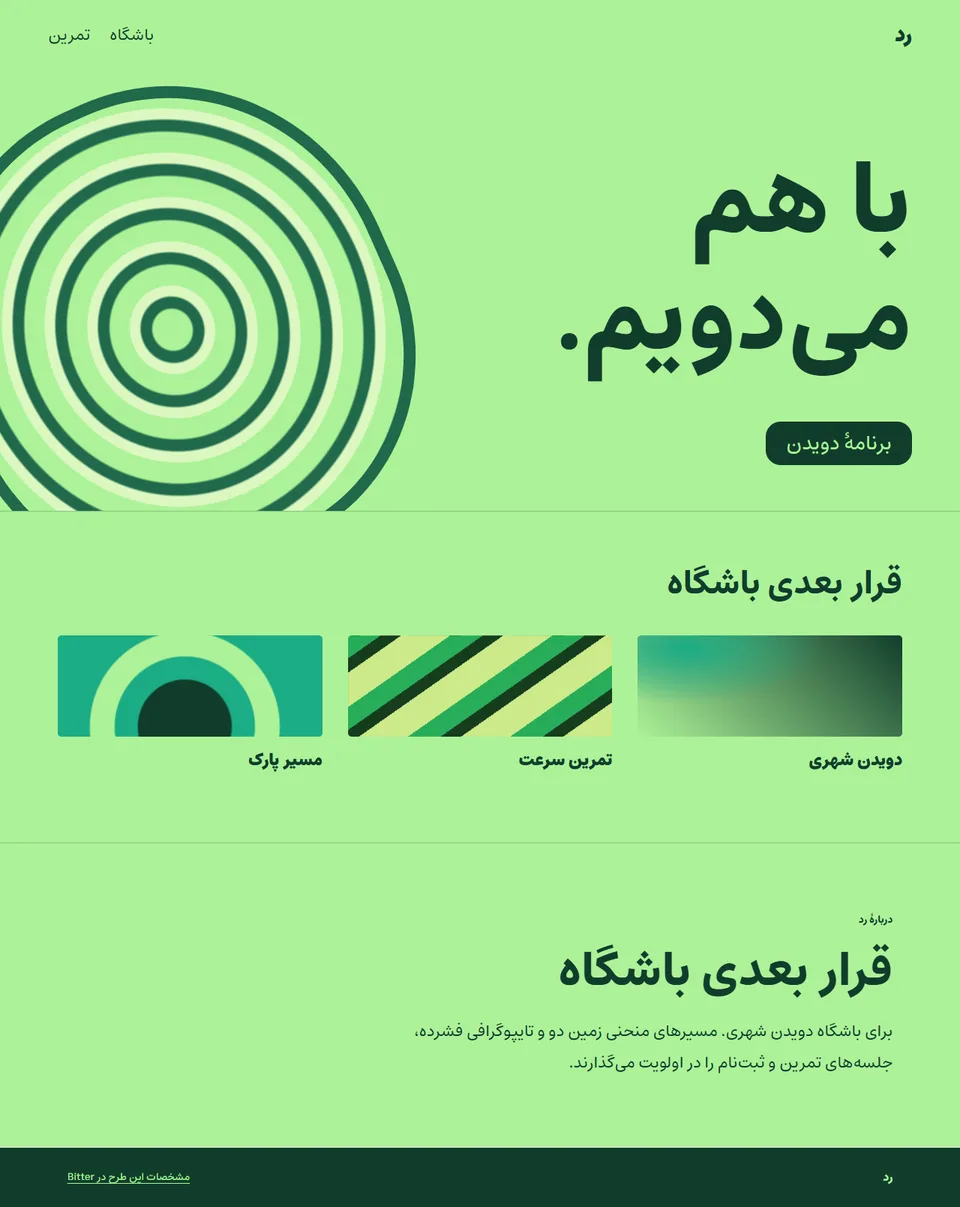 رد
باشگاه
تمرین
با هم
می‌دویم.
برنامهٔ دویدن
قرار بعدی باشگاه
دویدن شهری
تمرین سرعت
مسیر پارک
دربارهٔ رد
قرار بعدی باشگاه
برای باشگاه دویدن شهری. مسیرهای منحنی زمین دو و تایپوگرافی فشرده،
جلسه‌های تمرین و ثبت‌نام را در اولویت می‌گذارند.
رد
مشخصات این طرح در Bitter